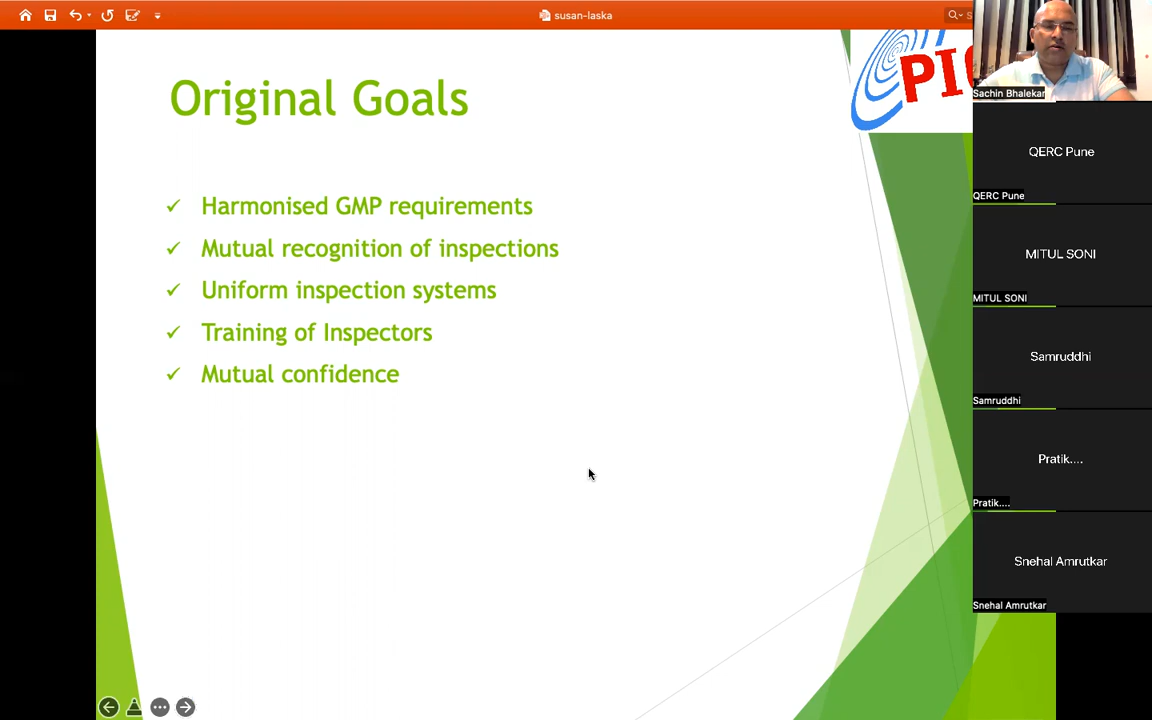 susan-laska
S
Original Goals
PIC
✓ Harmonised GMP requirements
✓ Mutual recognition of inspections
✓ Uniform inspection systems
✓ Training of Inspectors
✓ Mutual confidence
Sachin Bhalekar
QERC Pune
QERC Pune
MITUL SONI
MITUL SONI
Samruddhi
Samruddhi
Pratik....
Pratik....
Snehal Amrutkar
Snehal Amrutkar